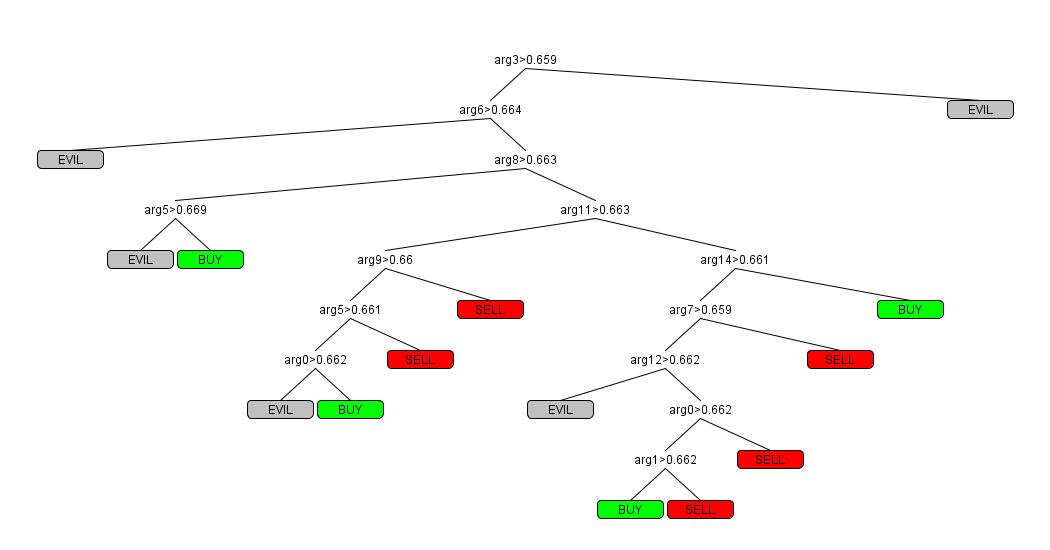 arg3>0.659
arg6>0.664
EVIL
EVIL
arg8>0.663
arg5>0.669
arg11>0.663
EVIL
BUY
arg9>0.66
arg14>0.661
arg5>0.661
SELL
arg7>0.659
BUY
arg0>0.662
SELL
arg12>0.662
SELL
EVIL
BUY
EVIL
arg0>0.662
arg1>0.662
SELL
BUY
SELL